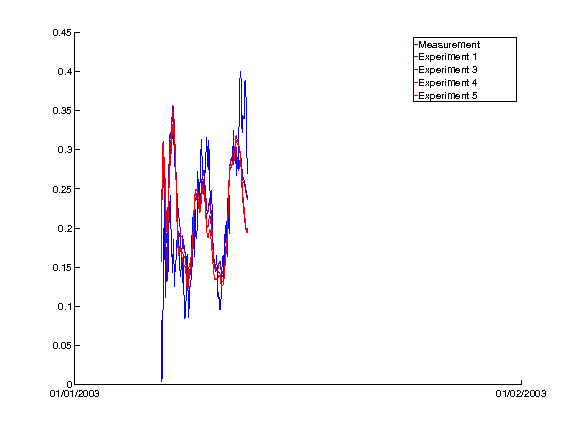 0.45
Measurement
Experiment 1
Experiment 3
Experiment 4
Experiment 5
0.4
0.35
0.3
0.25
0.2
0.15
0.1
0.05
0
01/01/2003 01/02/2003